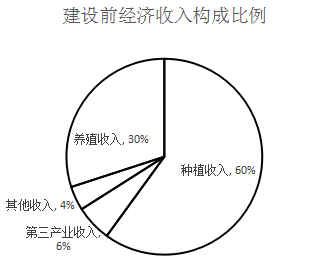 建设前经济收入构成比例
养殖收入, 30%
种植收入, 60%
其他收入, 4%
第三产业收入,
6%